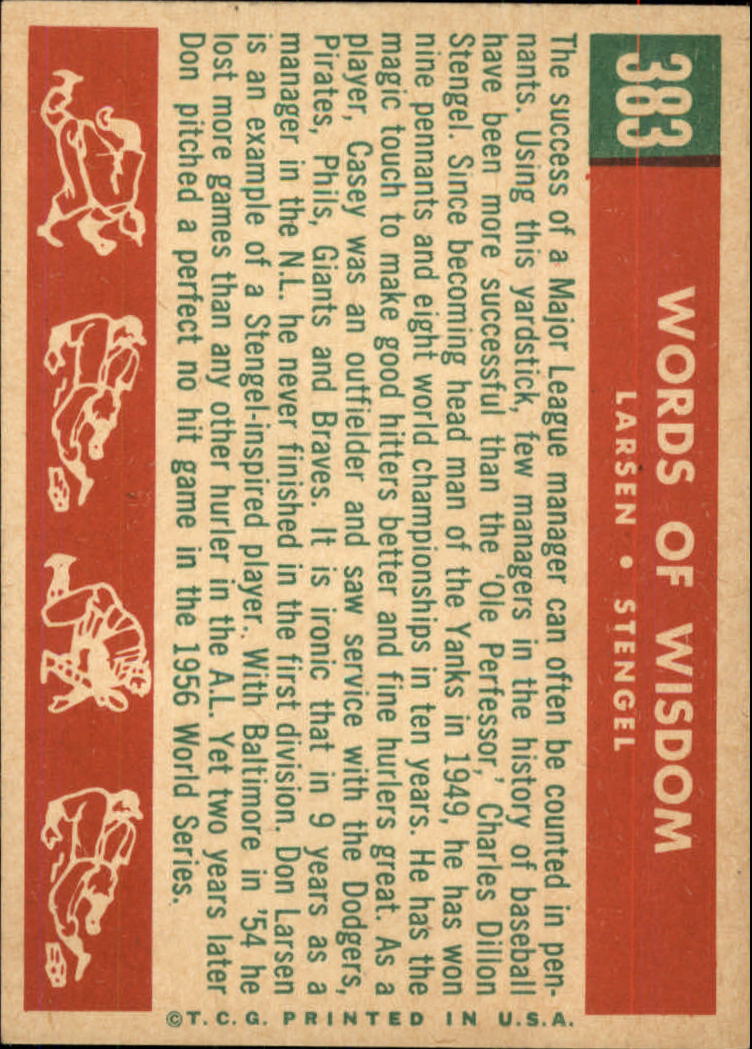 383
WORDS OF WISDOM
LARSEN • STENGEL
The success of a Major League manager can often be counted in pen-
nants. Using this yardstick, few managers in the history of baseball
have been more successful than the 'Ole Perfessor,' Charles Dillon
Stengel. Since becoming head man of the Yanks in 1949, he has won
nine pennants and eight world championships in ten years. He has the
magic touch to make good hitters better and fine hurlers great. As a
player, Casey was an outfielder and saw service with the Dodgers,
Pirates, Phils, Giants and Braves. It is ironic that in 9 years as a
manager in the N.L. he never finished in the first division. Don Larsen
is an example of a Stengel-inspired player. With Baltimore in '54 he
lost more games than any other hurler in the A.L. Yet two years later
Don pitched a perfect no hit game in the 1956 World Series.
©T.C.G. PRINTED IN U.S.A.